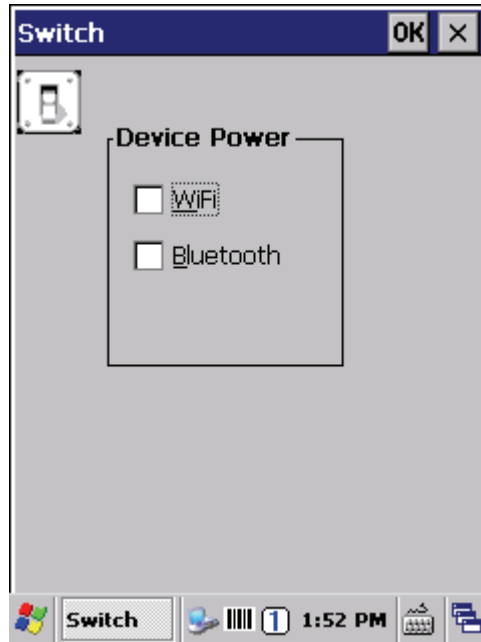 Switch OK ×
Device Power
WiFi
Bluetooth
Switch 1 1:52 PM